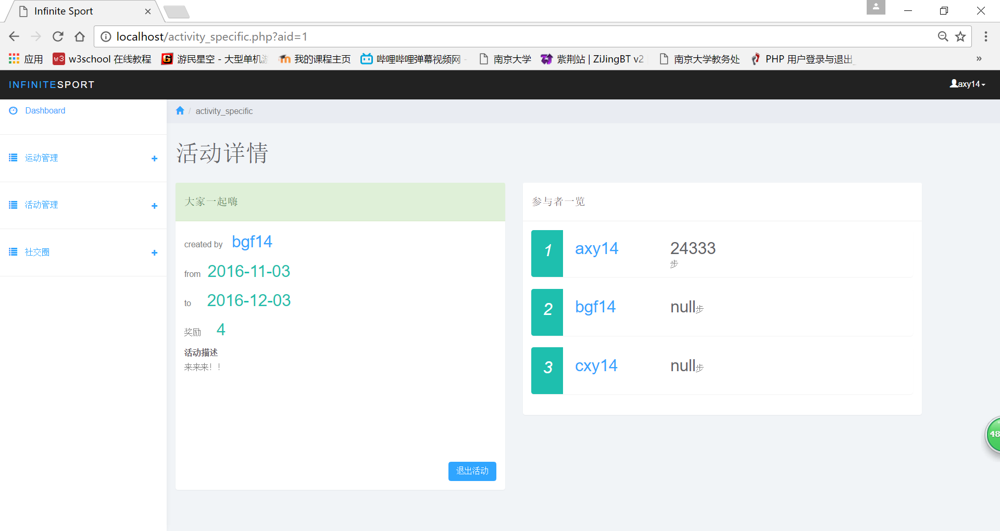 Infinite Sport
localhost/activity_specific.php?aid=1
应用 w3school 在线教程 游民星空 - 大型单机游 我的课程主页 哔哩哔哩弹幕视频网 - 南京大学 紫荆站 | ZiJingBT v2 南京大学教务处 PHP 用户登录与退出_ »
INFINITESPORT axy14
Dashboard
运动管理
活动管理
社交圈
/ activity_specific
活动详情
大家一起嗨
created by bgf14
from 2016-11-03
to 2016-12-03
奖励 4
活动描述
来来来！！
退出活动
参与者一览
1 axy14 24333
步
2 bgf14 null步
3 cxy14 null步
48